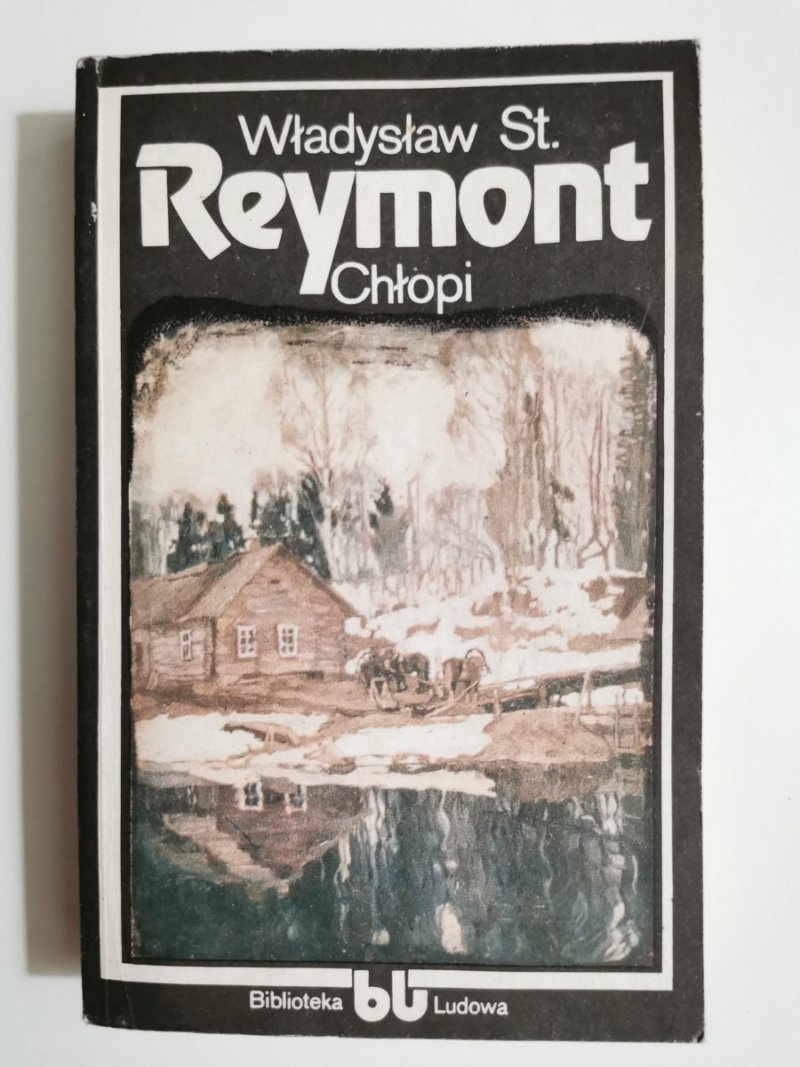 Władysław St.
Reymont
Chłopi
Biblioteka bl Ludowa